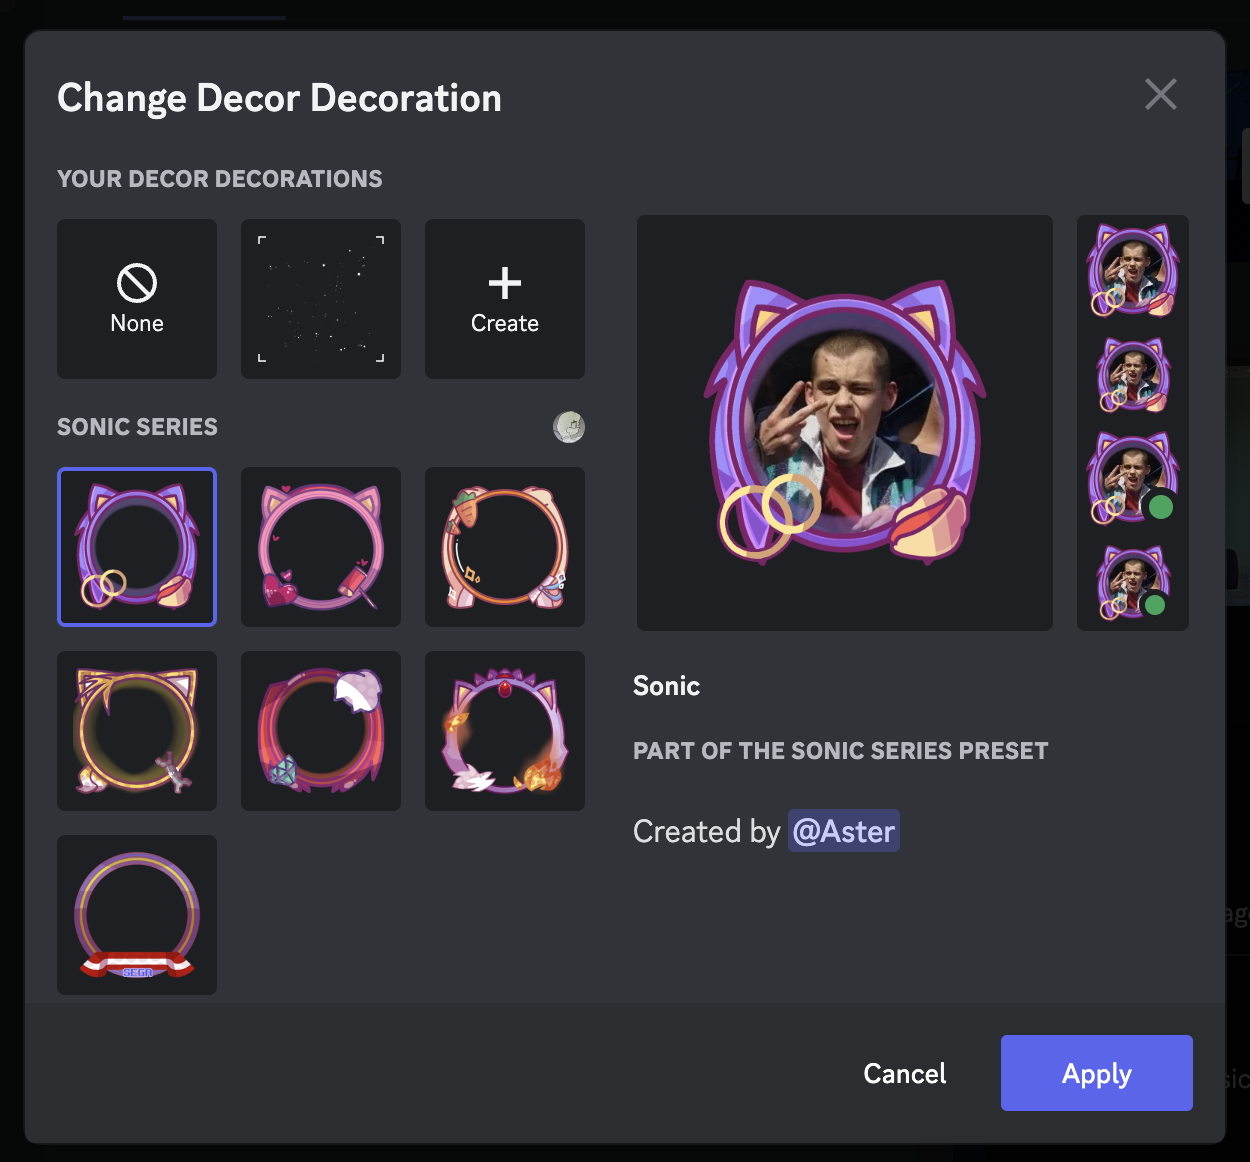 Change Decor Decoration
YOUR DECOR DECORATIONS
None
Create
SONIC SERIES
SEGA
Sonic
PART OF THE SONIC SERIES PRESET
Created by @Aster
Cancel
Apply